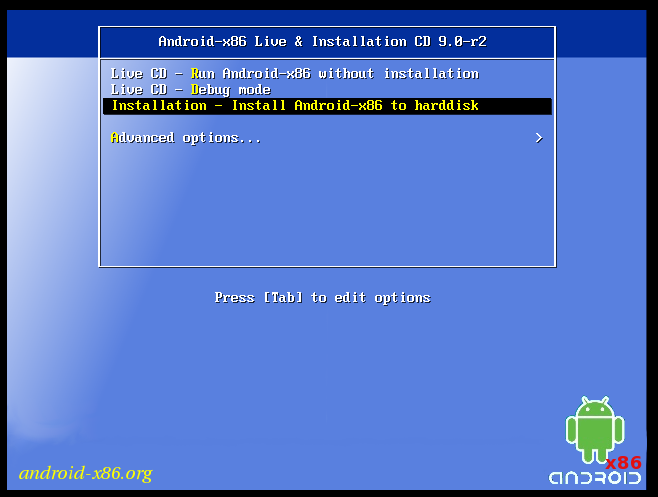 Android-x86 Live & Installation CD 9.0-r2
Live CD - Run Android-x86 without installation
Live CD - Debug mode
Installation - Install Android-x86 to harddisk
Advanced options... >
Press [Tab] to edit options
android-x86.org
x86
ANDROID